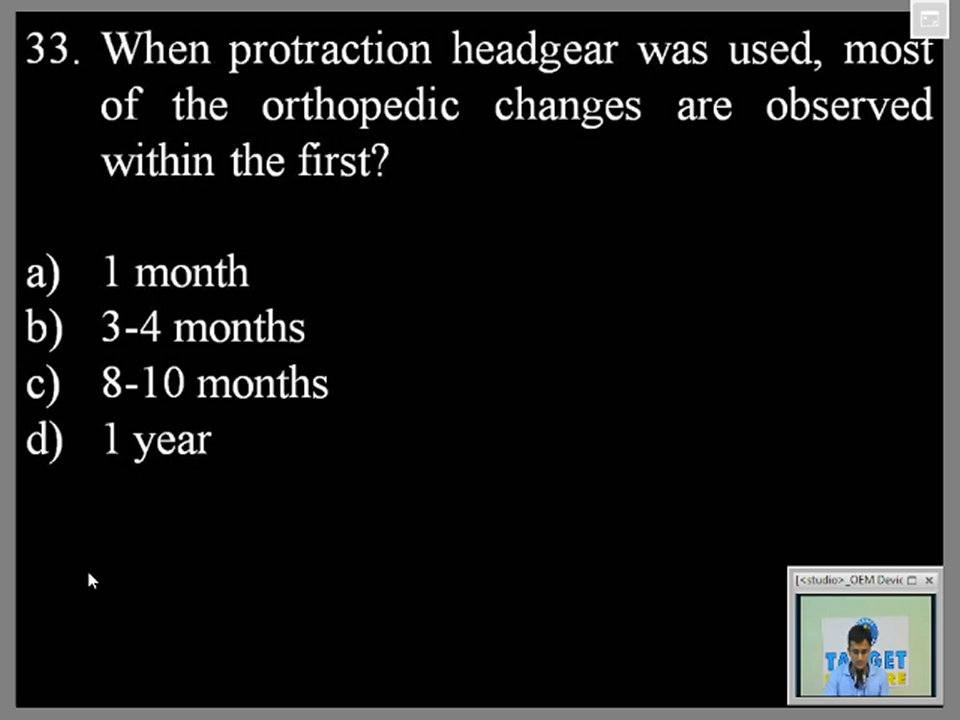 33. When protraction headgear was used, most
of the orthopedic changes are observed
within the first?
a) 1 month
b) 3-4 months
c) 8-10 months
d) 1 year
[<studio>_OEM Devic
TARGET